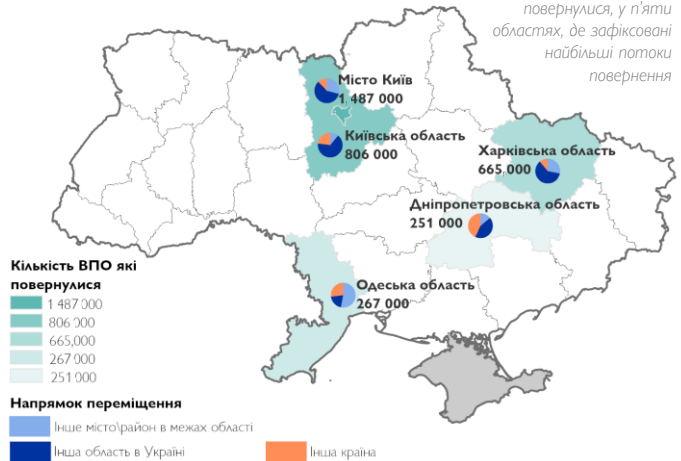 повернулися, у п'яти
областях, де зафіксовані
найбільші потоки
повернення
Місто Київ
1 487 000
Київська область
806 000
Харківська область
665,000
Дніпропетровська область
251 000
Одеська область
267 000
Кількість ВПО які
повернулися
1 487 000
806 000
665,000
267 000
251 000
Напрямок переміщення
Інше місто\район в межах області
Інша область в Україні
Інша країна